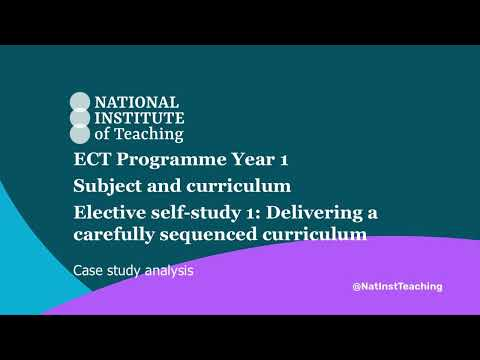 NATIONAL
INSTITUTE
of Teaching
ECT Programme Year 1
Subject and curriculum
Elective self-study 1: Delivering a
carefully sequenced curriculum
Case study analysis
@NatInstTeaching